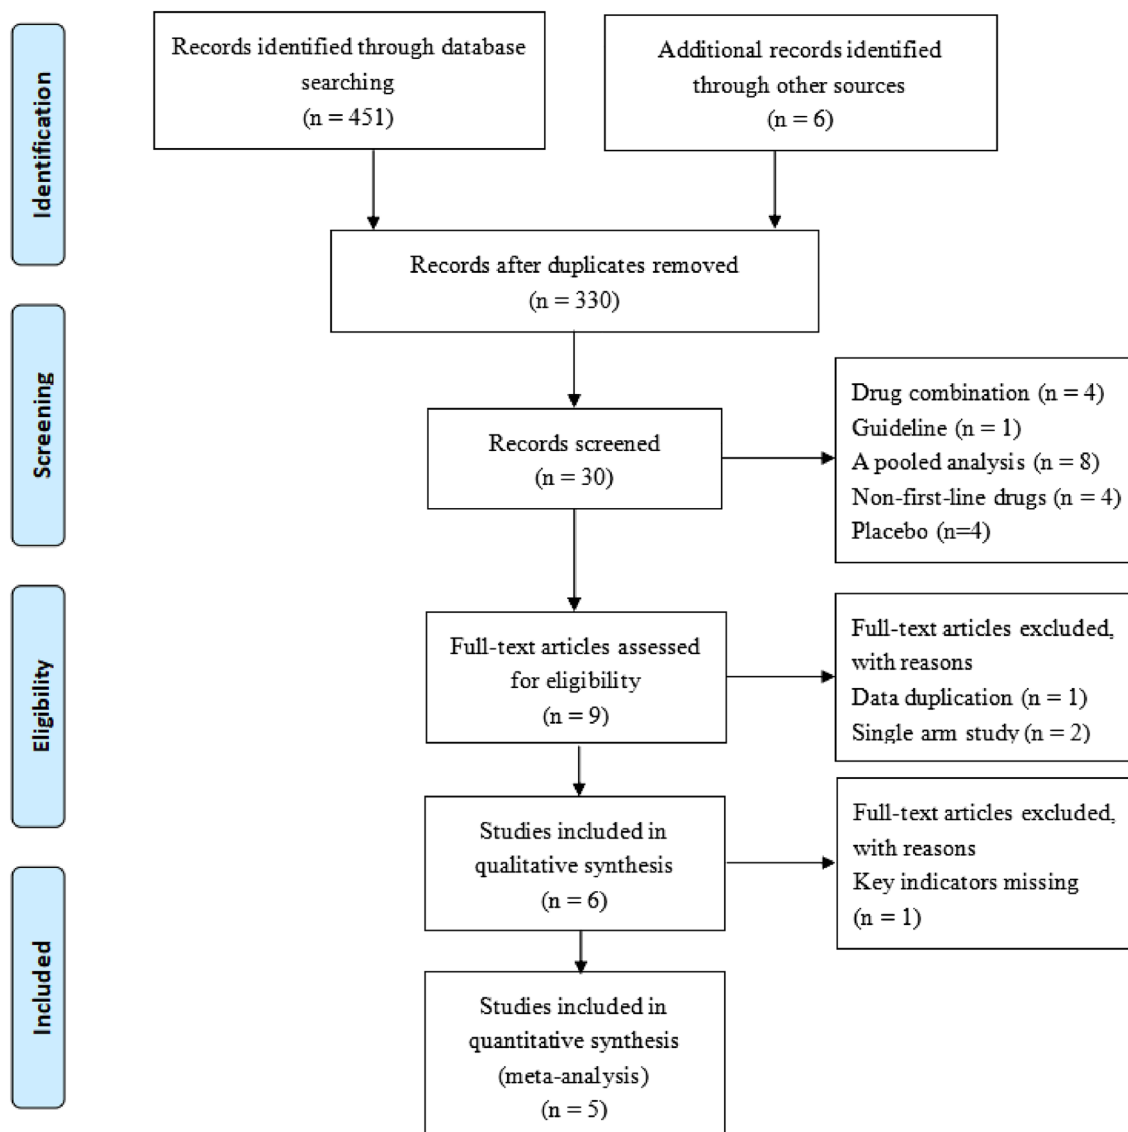 Identification
Records identified through database
searching
(n = 451)
Additional records identified
through other sources
(n = 6)
Records after duplicates removed
(n = 330)
Screening
Records screened
(n = 30)
Drug combination (n = 4)
Guideline (n = 1)
A pooled analysis (n = 8)
Non-first-line drugs (n = 4)
Placebo (n=4)
Eligibility
Full-text articles assessed
for eligibility
(n = 9)
Full-text articles excluded,
with reasons
Data duplication (n = 1)
Single arm study (n = 2)
Studies included in
qualitative synthesis
(n = 6)
Full-text articles excluded,
with reasons
Key indicators missing
(n = 1)
Included
Studies included in
quantitative synthesis
(meta-analysis)
(n = 5)